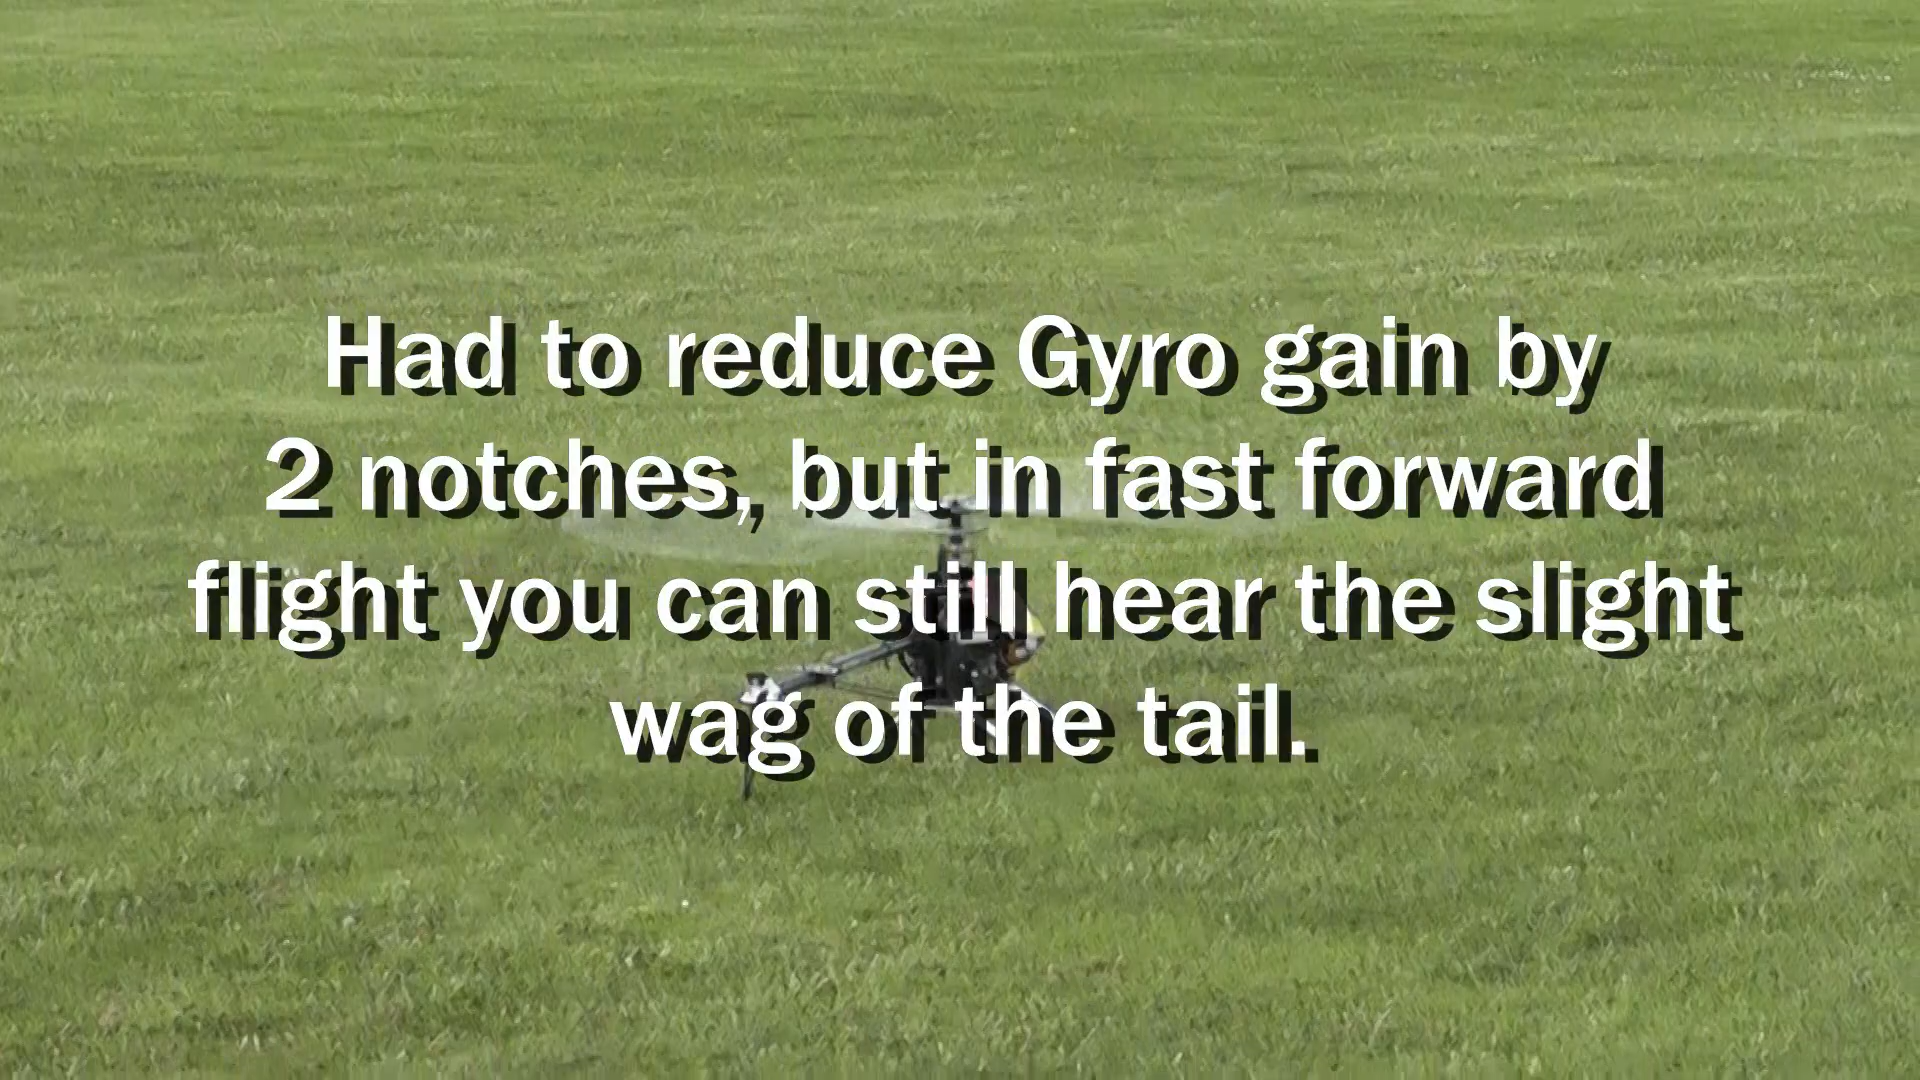 Had to reduce Gyro gain by
2 notches, but in fast forward
flight you can still hear the slight
wag of the tail.